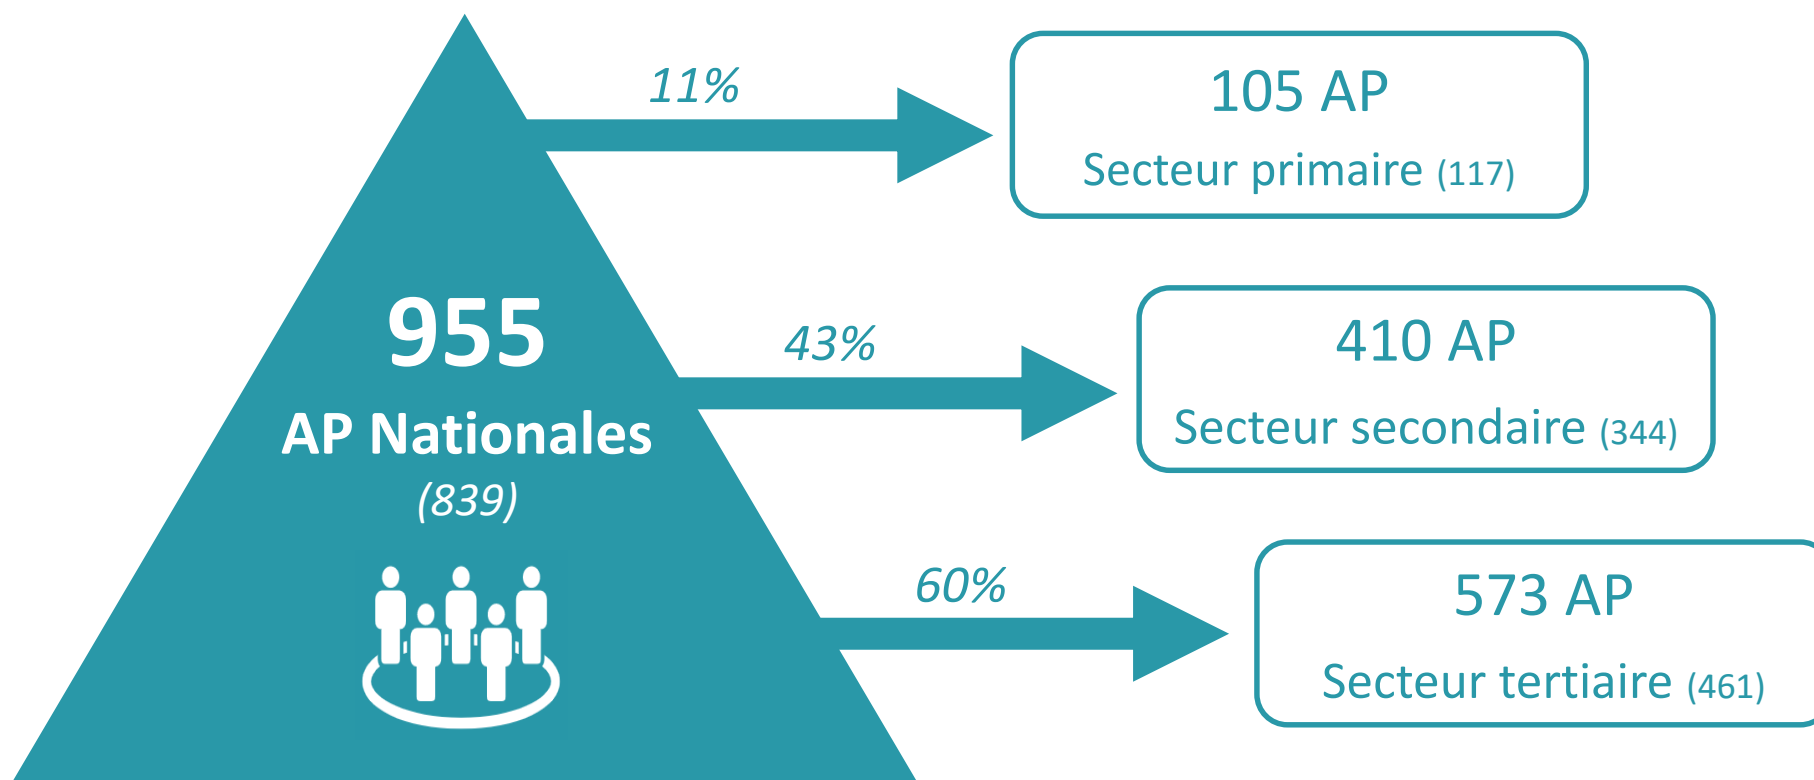 955
AP Nationales
(839)
11%
105 AP
Secteur primaire (117)
43%
410 AP
Secteur secondaire (344)
60%
573 AP
Secteur tertiaire (461)